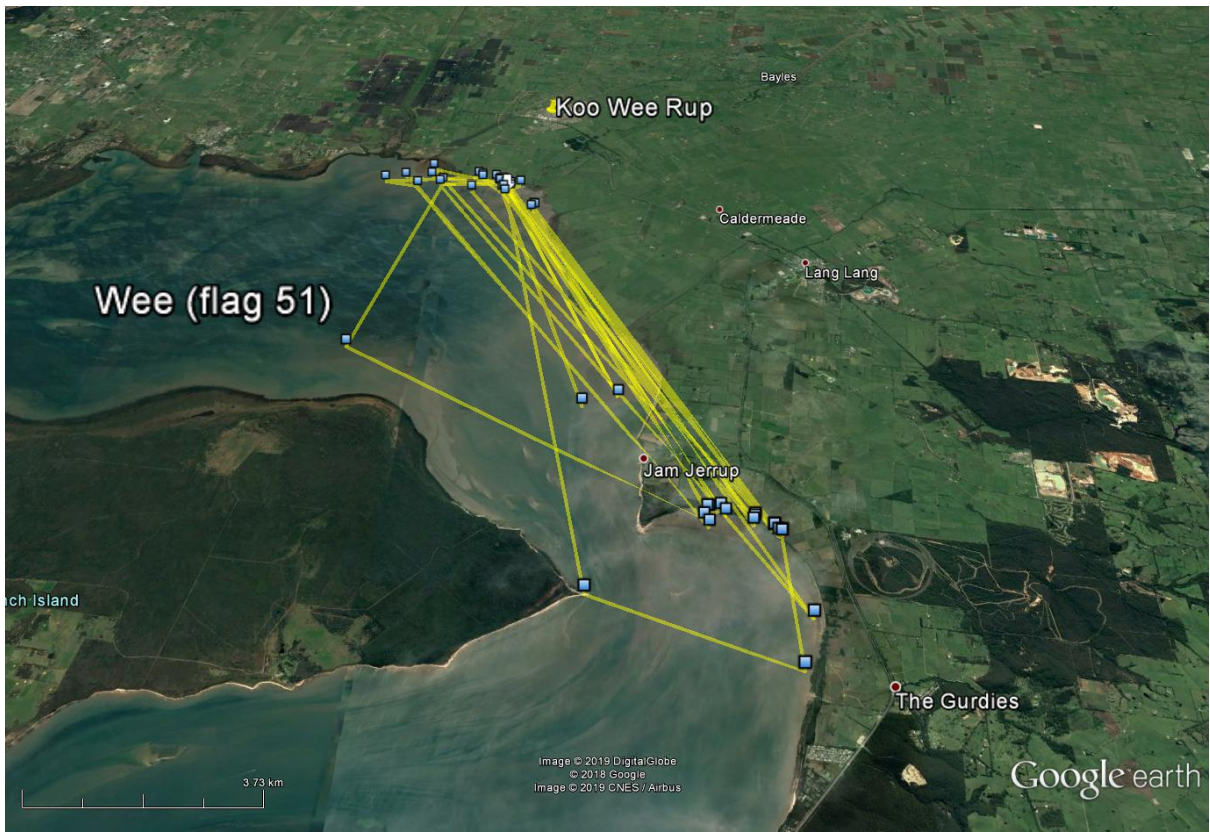 Bayles
Koo Wee Rup
Caldermeade
Lang Lang
Wee (flag 51)
Jam Jerrup
nch Island
The Gurdies
Image © 2019 DigitalGlobe
© 2018 Google
Image © 2019 CNES / Airbus
3.73 km
Google earth